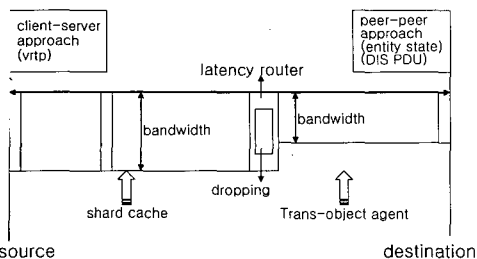 client-server
approach
(vrtp)
peer-peer
approach
(entity state)
(DIS PDU)
latency router
bandwidth
bandwidth
dropping
shard cache
Trans-object agent
source
destination